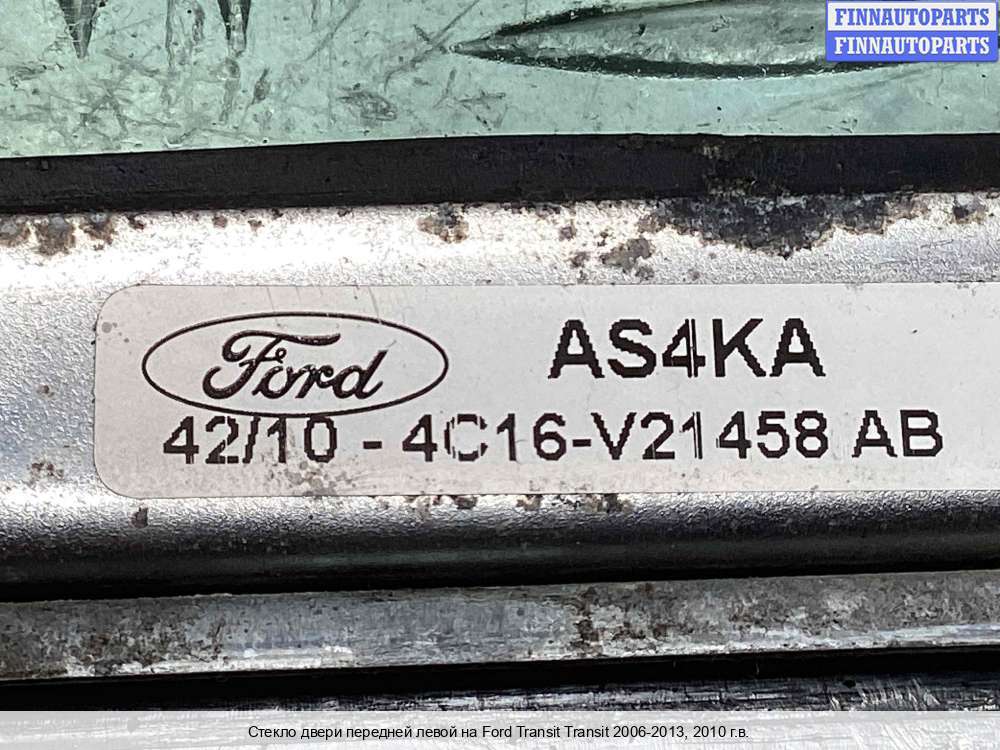 FINNAUTOPARTS
FINNAUTOPARTS
Ford
AS4KA
42/10 - 4C16-V21458 AB
Стекло двери передней левой на Ford Transit Transit 2006-2013, 2010 г.в.